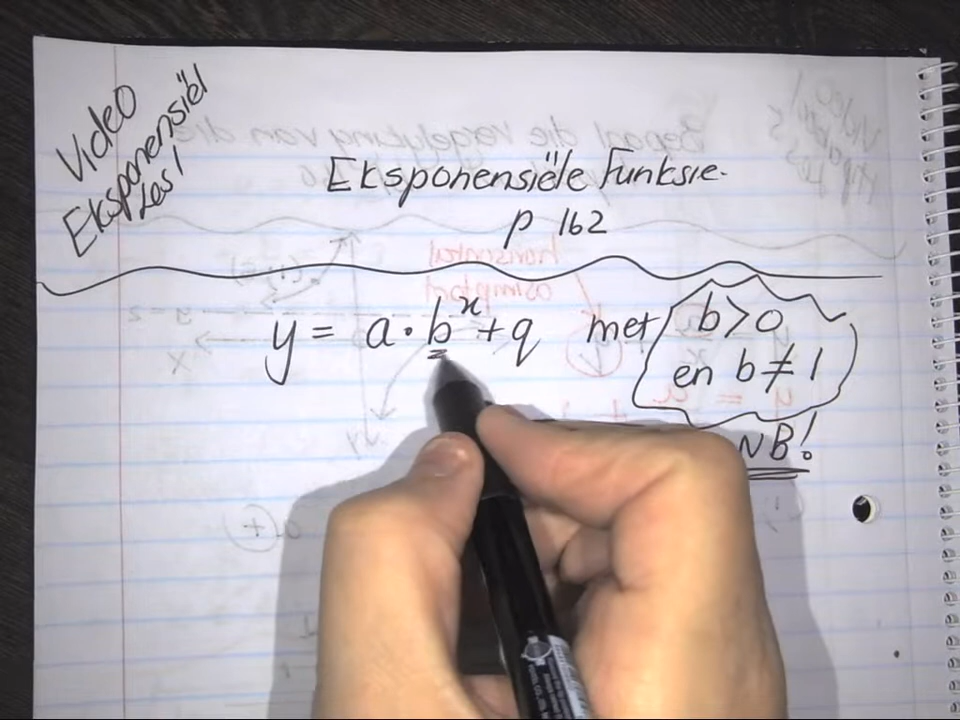 Video
Eksponensiël
Les 1
Eksponensiële Funksie.
p 162
y = a · b^x + q met b > 0
en b ≠ 1
NB!